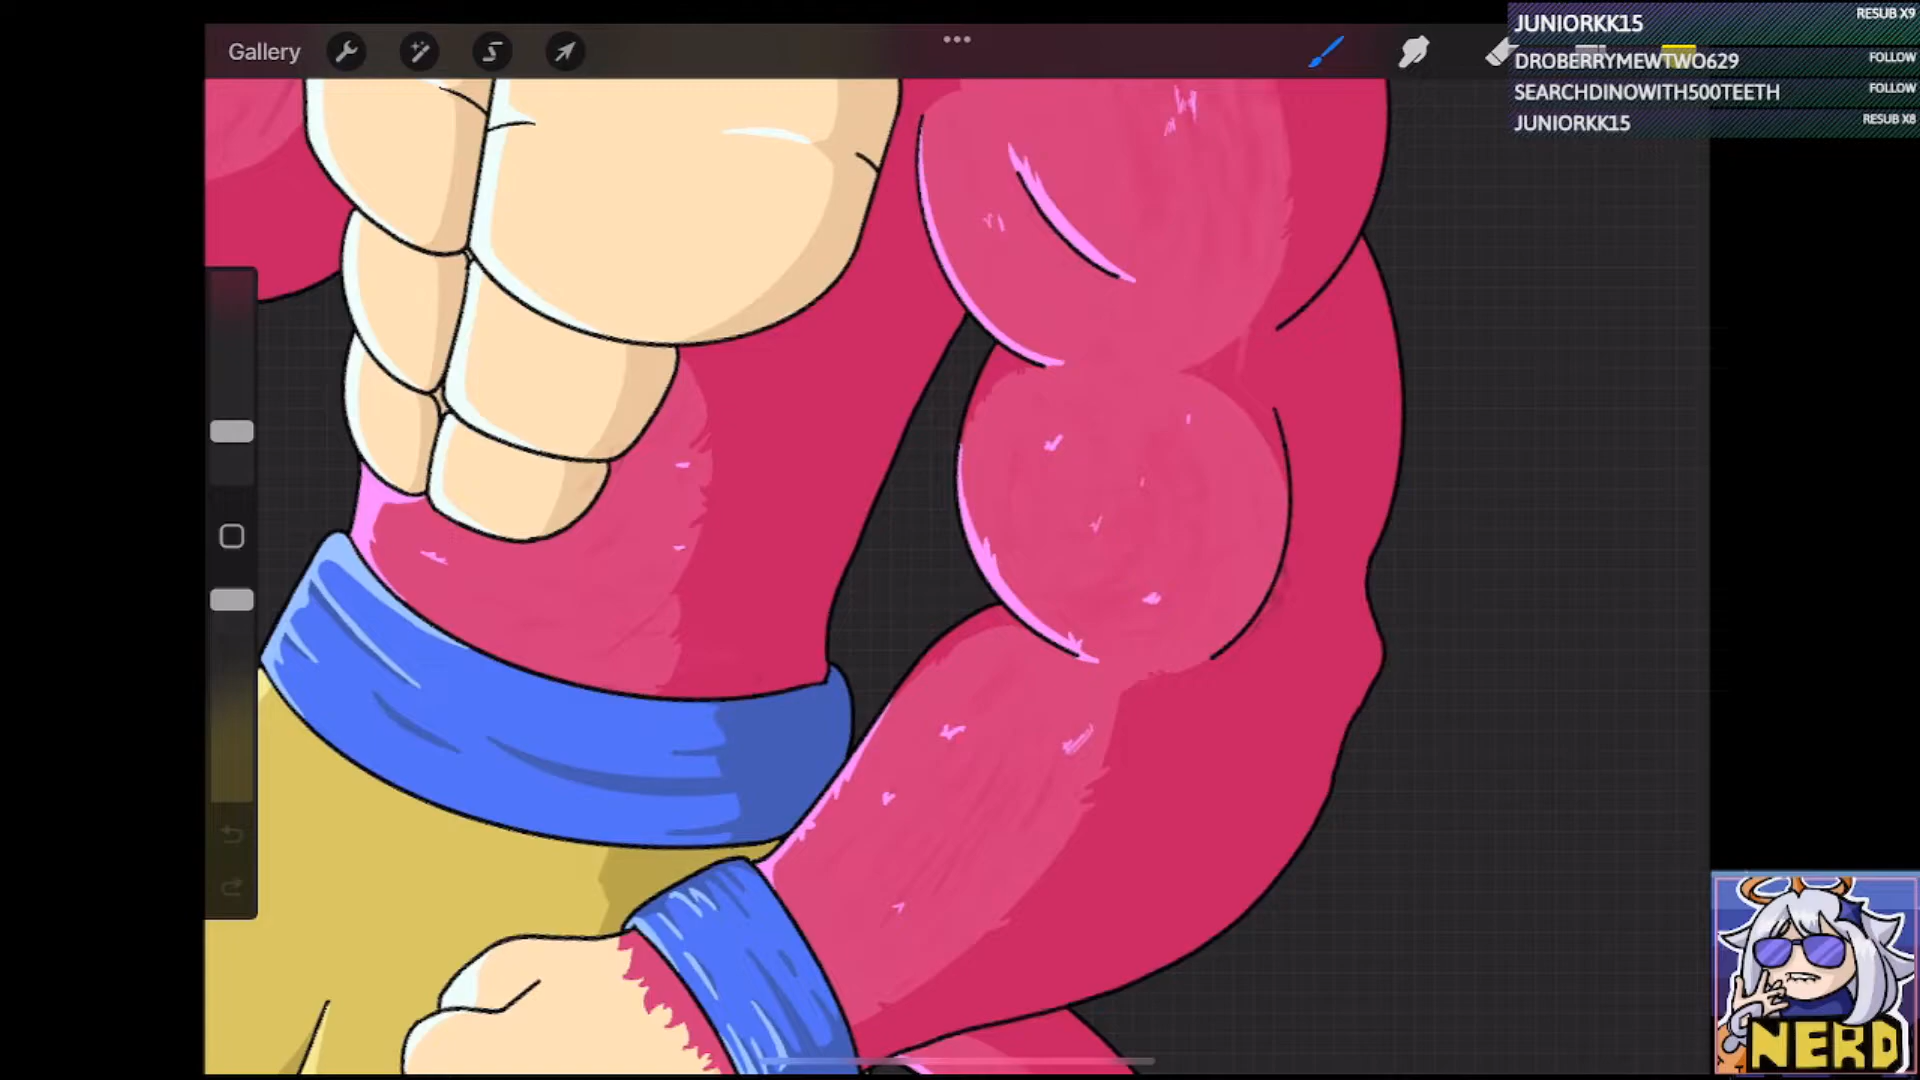 Gallery
JUNIORKK15 RESUB X9
DROBERRYMEWTWO629 FOLLOW
SEARCHDINOWITH500TEETH FOLLOW
JUNIORKK15 RESUB X8
NERD